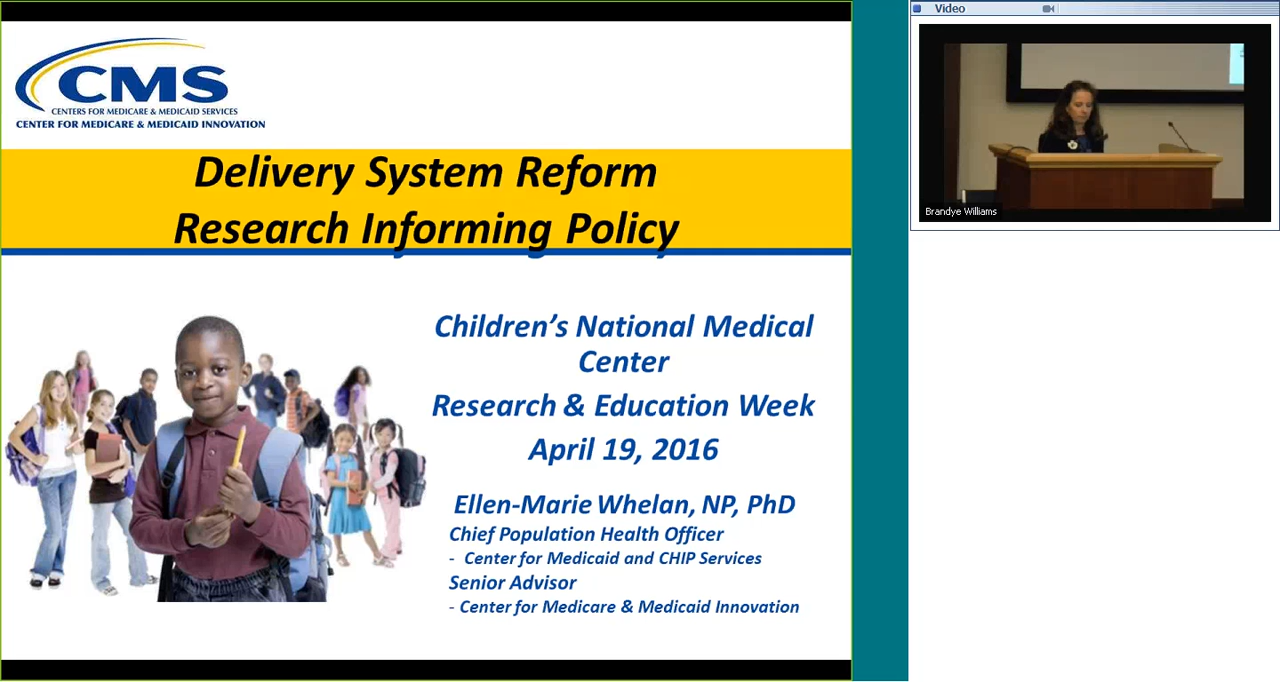 CMS
CENTERS FOR MEDICARE & MEDICAID SERVICES
CENTER FOR MEDICARE & MEDICAID INNOVATION
Delivery System Reform
Research Informing Policy
Children's National Medical
Center
Research & Education Week
April 19, 2016
Ellen-Marie Whelan, NP, PhD
Chief Population Health Officer
- Center for Medicaid and CHIP Services
Senior Advisor
- Center for Medicare & Medicaid Innovation
Video
Brandye Williams